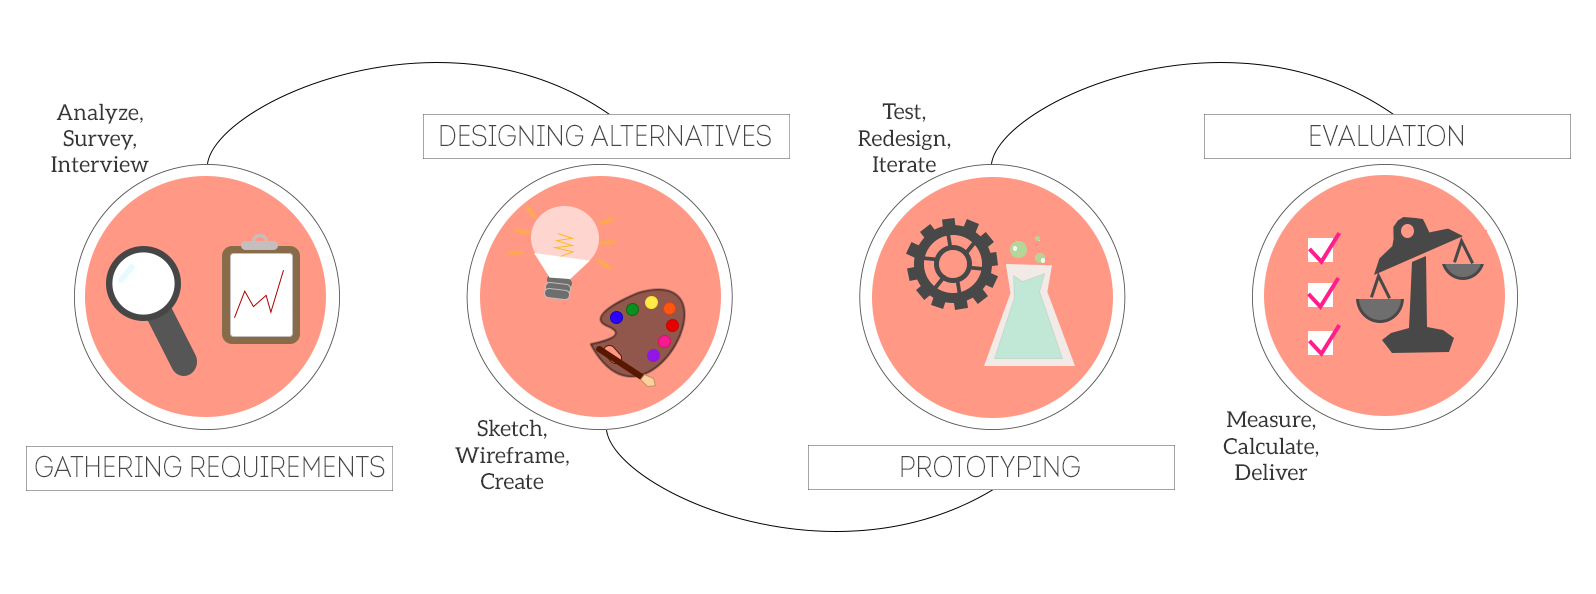 Analyze,
Survey,
Interview
GATHERING REQUIREMENTS
DESIGNING ALTERNATIVES
Sketch,
Wireframe,
Create
Test,
Redesign,
Iterate
PROTOTYPING
EVALUATION
Measure,
Calculate,
Deliver